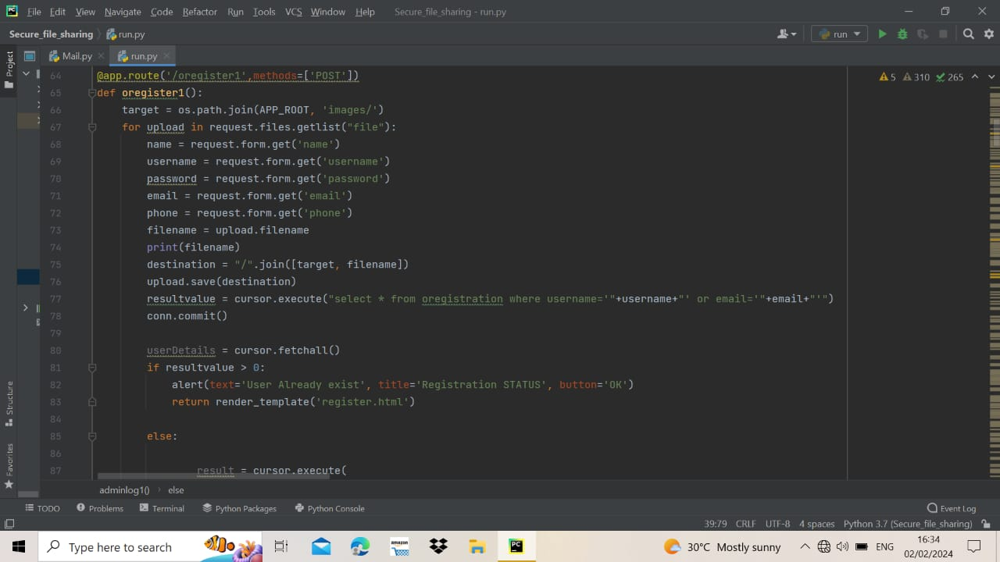 File Edit View Navigate Code Refactor Run Tools VCS Window Help Secure_file_sharing - run.py
Secure_file_sharing run.py run
Project
Mail.py run.py
5 310 265
64 @app.route('/oregister1',methods=['POST'])
65 def oregister1():
66 target = os.path.join(APP_ROOT, 'images/')
67 for upload in request.files.getlist("file"):
68 name = request.form.get('name')
69 username = request.form.get('username')
70 password = request.form.get('password')
71 email = request.form.get('email')
72 phone = request.form.get('phone')
73 filename = upload.filename
74 print(filename)
75 destination = "/".join([target, filename])
76 upload.save(destination)
77 resultvalue = cursor.execute("select * from oregistration where username='"+username+"' or email='"+email+"'")
78 conn.commit()
79
80 userDetails = cursor.fetchall()
81 if resultvalue > 0:
82 alert(text='User Already exist', title='Registration STATUS', button='OK')
83 return render_template('register.html')
84
85 else:
86
87 result = cursor.execute(
Structure
Favorites
adminlog1() › else
TODO Problems Terminal Python Packages Python Console Event Log
39:79 CRLF UTF-8 4 spaces Python 3.7 (Secure_file_sharing)
Type here to search amazon PC 30°C Mostly sunny ENG 16:34
02/02/2024